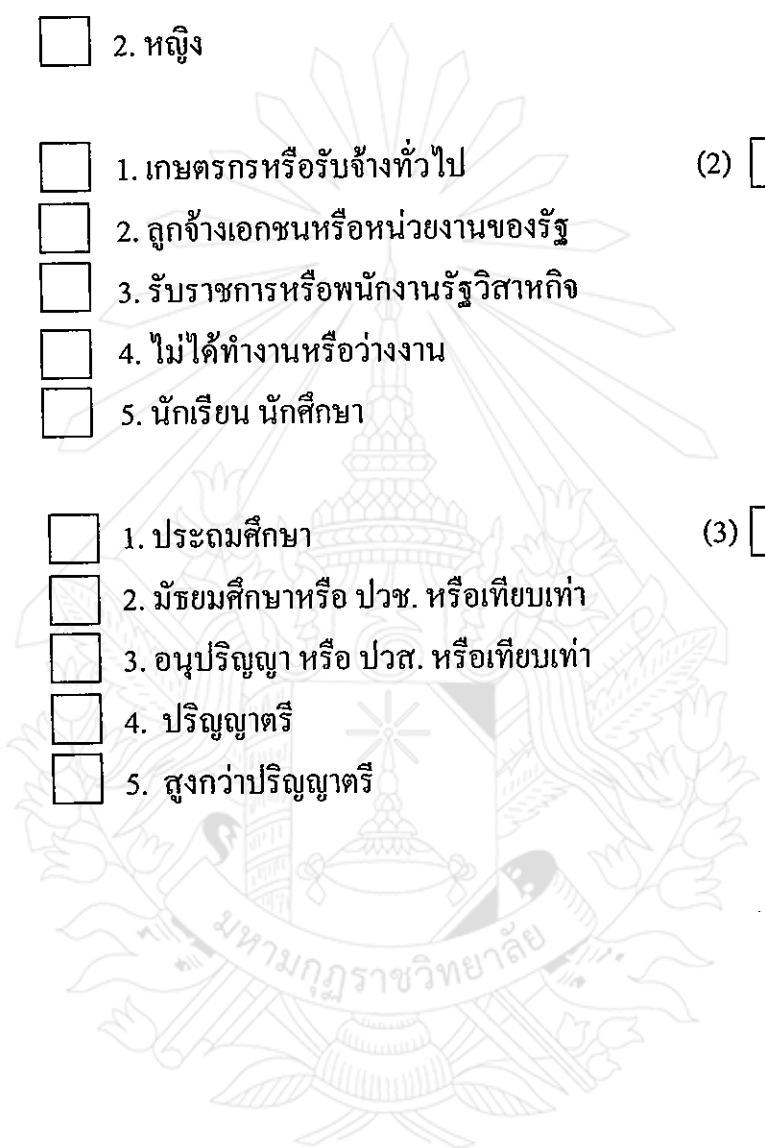 2. หญิง
1. เกษตรกรหรือรับจ้างทั่วไป (2)
2. ลูกจ้างเอกชนหรือหน่วยงานของรัฐ
3. รับราชการหรือพนักงานรัฐวิสาหกิจ
4. ไม่ได้ทำงานหรือว่างงาน
5. นักเรียน นักศึกษา
1. ประถมศึกษา (3)
2. มัธยมศึกษาหรือ ปวช. หรือเทียบเท่า
3. อนุปริญญา หรือ ปวส. หรือเทียบเท่า
4. ปริญญาตรี
5. สูงกว่าปริญญาตรี
มหามกุฏราชวิทยาลัย